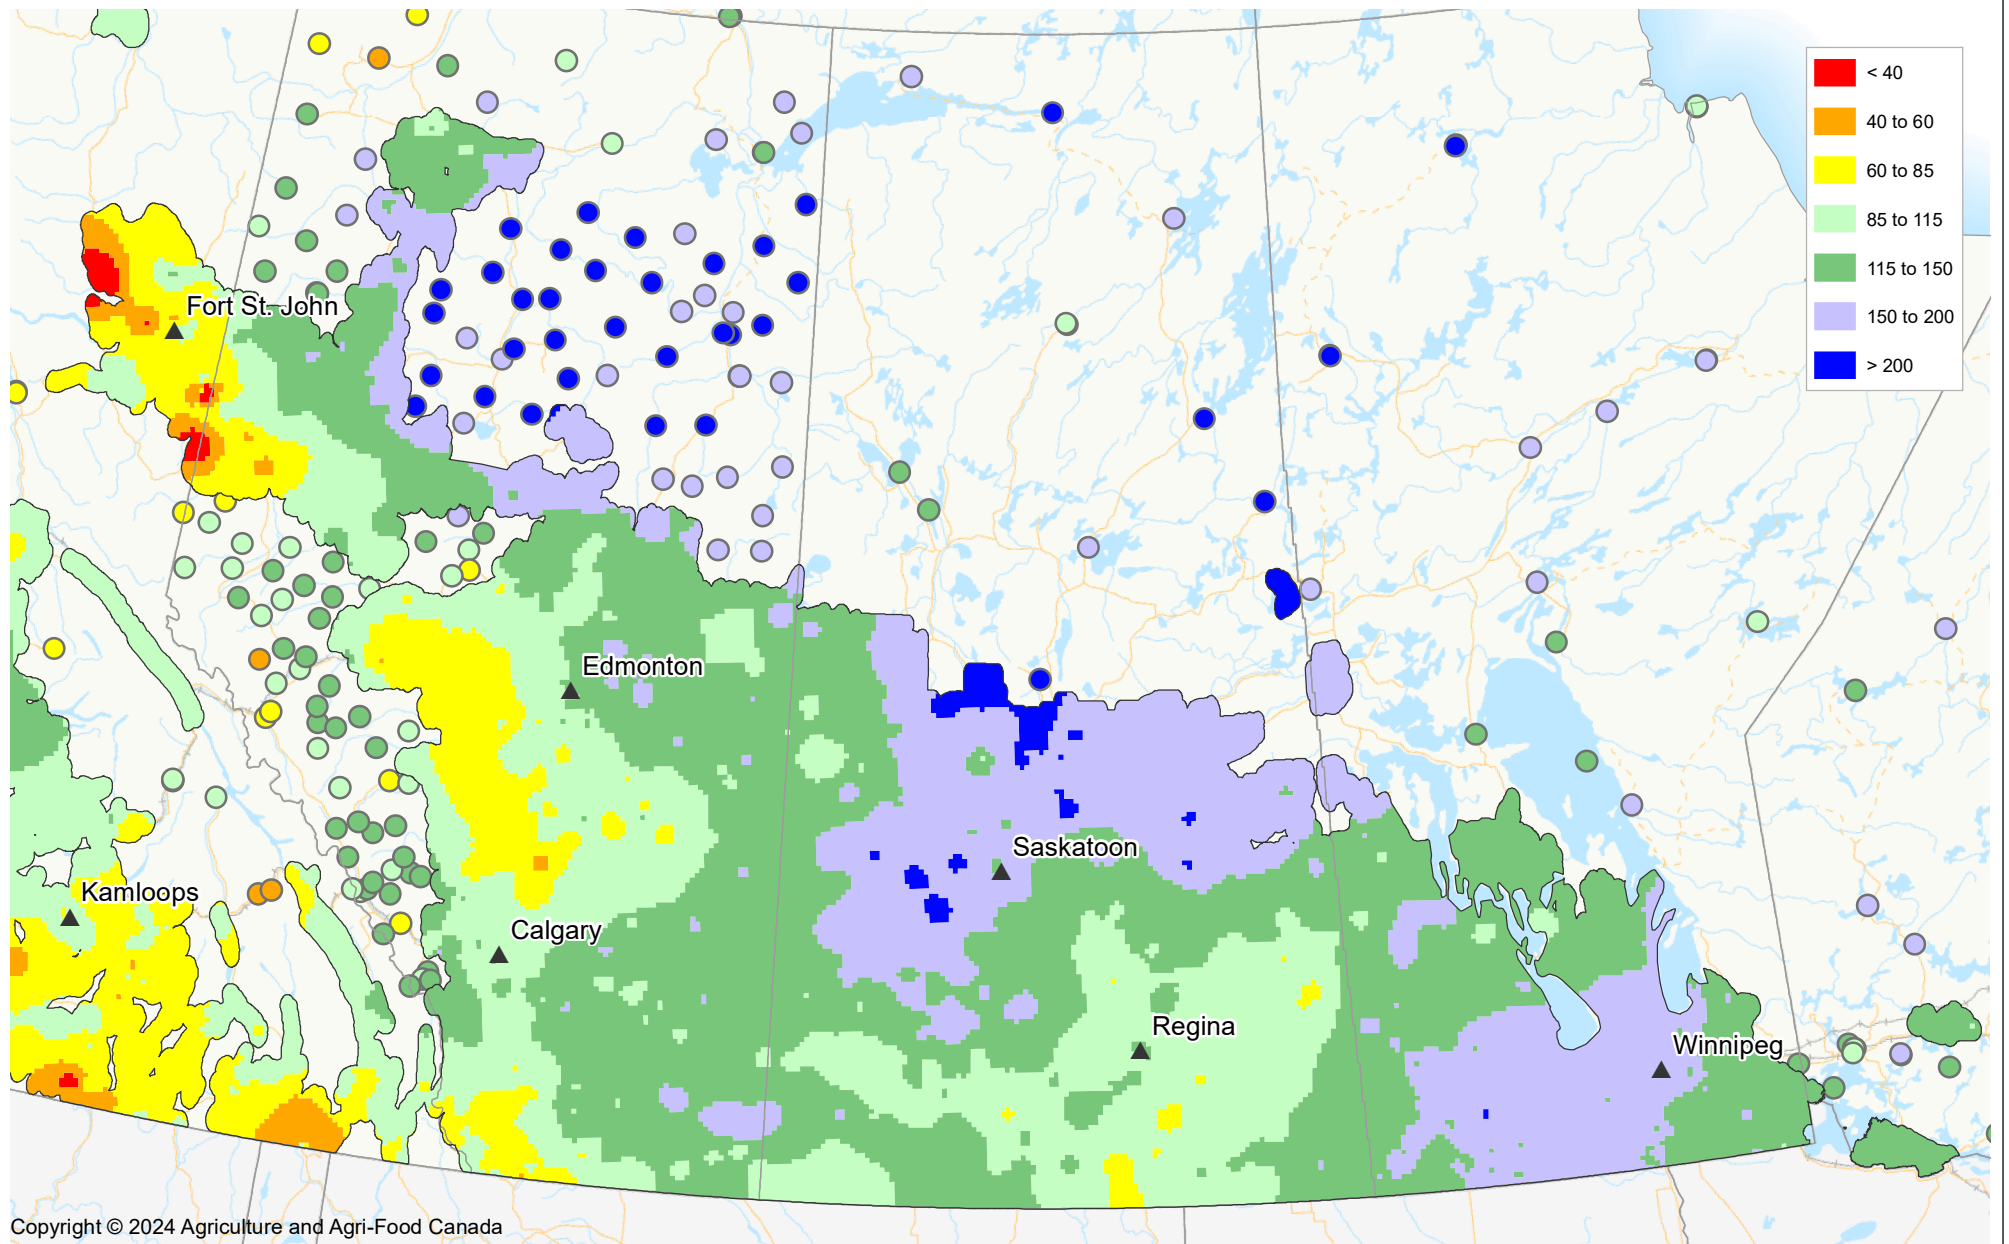 < 40
40 to 60
60 to 85
85 to 115
115 to 150
150 to 200
> 200
Fort St. John
Edmonton
Saskatoon
Kamloops
Calgary
Regina
Winnipeg
Copyright © 2024 Agriculture and Agri-Food Canada